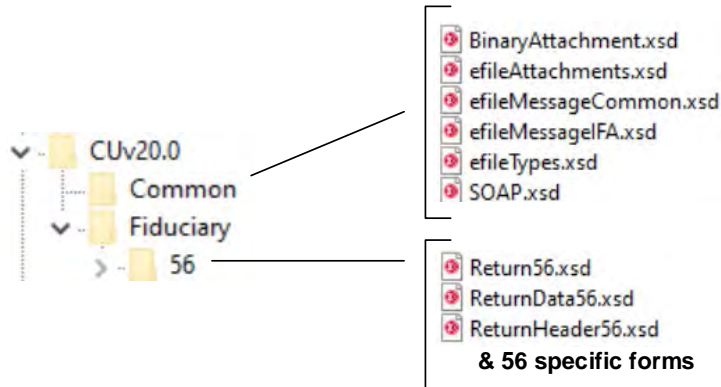 CUv20.0
Common
Fiduciary
56
BinaryAttachment.xsd
efileAttachments.xsd
efileMessageCommon.xsd
efileMessageIFA.xsd
efileTypes.xsd
SOAP.xsd
Return56.xsd
ReturnData56.xsd
ReturnHeader56.xsd
& 56 specific forms